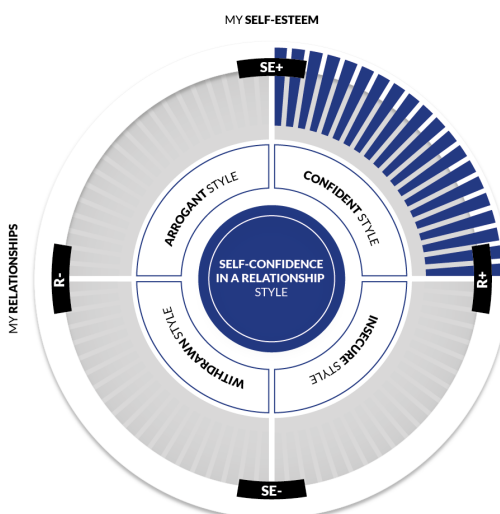 MY SELF-ESTEEM
SE+
ARROGANT STYLE
CONFIDENT STYLE
MY RELATIONSHIPS
R-
SELF-CONFIDENCE
IN A RELATIONSHIP
STYLE
R+
WITHDRAWN STYLE
INSECURE STYLE
SE-